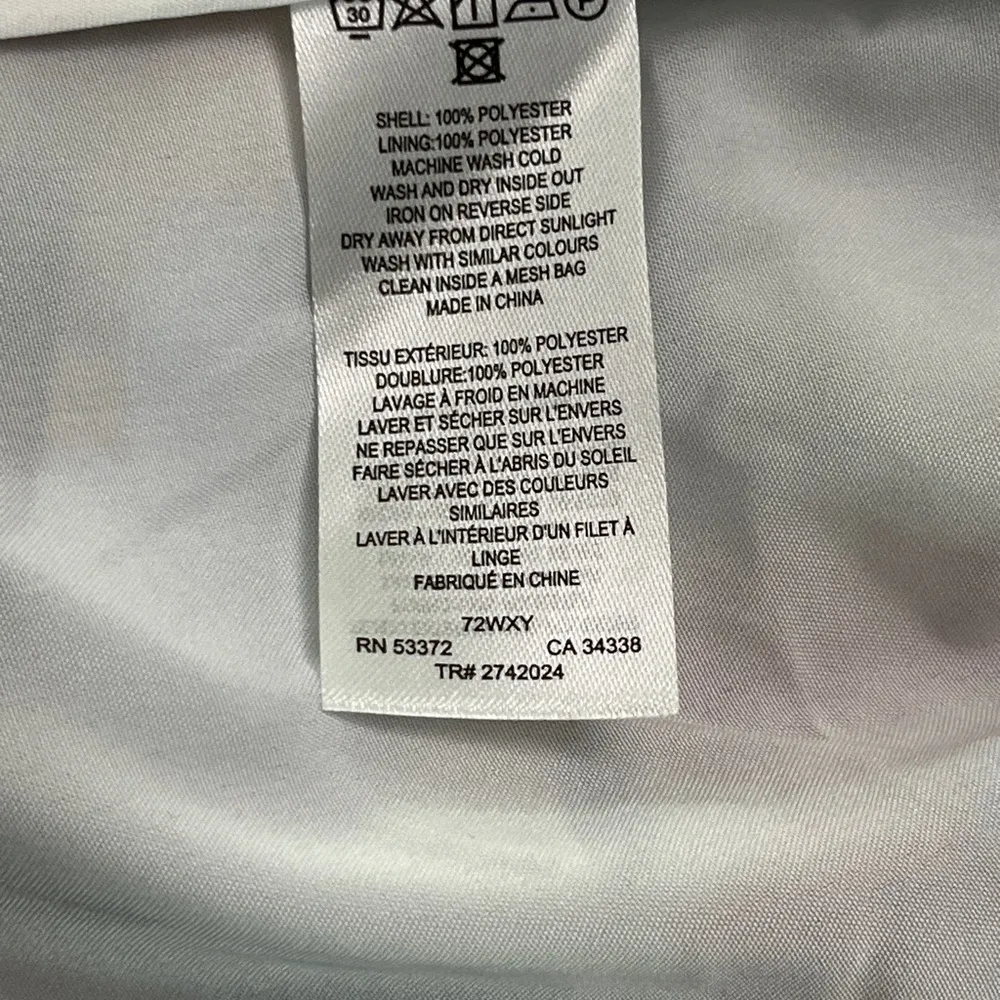 30
P
SHELL: 100% POLYESTER
LINING:100% POLYESTER
MACHINE WASH COLD
WASH AND DRY INSIDE OUT
IRON ON REVERSE SIDE
DRY AWAY FROM DIRECT SUNLIGHT
WASH WITH SIMILAR COLOURS
CLEAN INSIDE A MESH BAG
MADE IN CHINA
TISSU EXTÉRIEUR: 100% POLYESTER
DOUBLURE:100% POLYESTER
LAVAGE À FROID EN MACHINE
LAVER ET SÉCHER SUR L'ENVERS
NE REPASSER QUE SUR L'ENVERS
FAIRE SÉCHER À L'ABRIS DU SOLEIL
LAVER AVEC DES COULEURS
SIMILAIRES
LAVER À L'INTÉRIEUR D'UN FILET À
LINGE
FABRIQUÉ EN CHINE
72WXY
RN 53372 CA 34338
TR# 2742024